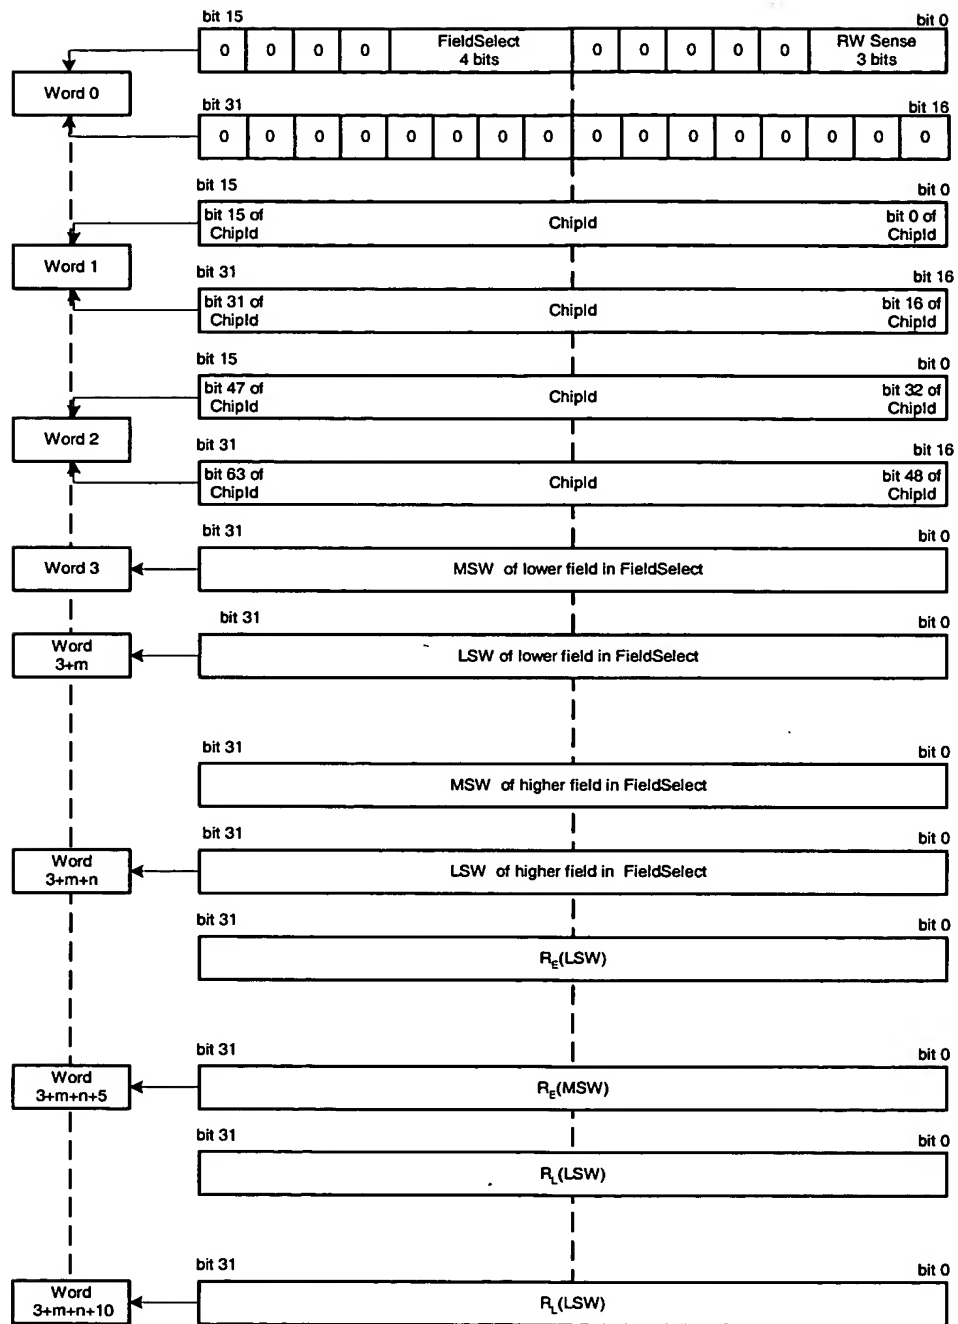 bit 15 bit 0
0 0 0 0 FieldSelect 4 bits 0 0 0 0 0 RW Sense 3 bits
Word 0
bit 31 bit 16
0 0 0 0 0 0 0 0 0 0 0 0 0 0 0 0
bit 15 bit 0
bit 15 of ChipId ChipId bit 0 of ChipId
Word 1
bit 31 bit 16
bit 31 of ChipId ChipId bit 16 of ChipId
bit 15 bit 0
bit 47 of ChipId ChipId bit 32 of ChipId
Word 2
bit 31 bit 16
bit 63 of ChipId ChipId bit 48 of ChipId
bit 31 bit 0
Word 3 MSW of lower field in FieldSelect
bit 31 bit 0
Word 3+m LSW of lower field in FieldSelect
bit 31 bit 0
MSW of higher field in FieldSelect
bit 31 bit 0
Word 3+m+n LSW of higher field in FieldSelect
bit 31 bit 0
RE(LSW)
bit 31 bit 0
Word 3+m+n+5 RE(MSW)
bit 31 bit 0
RL(LSW)
bit 31 bit 0
Word 3+m+n+10 RL(LSW)